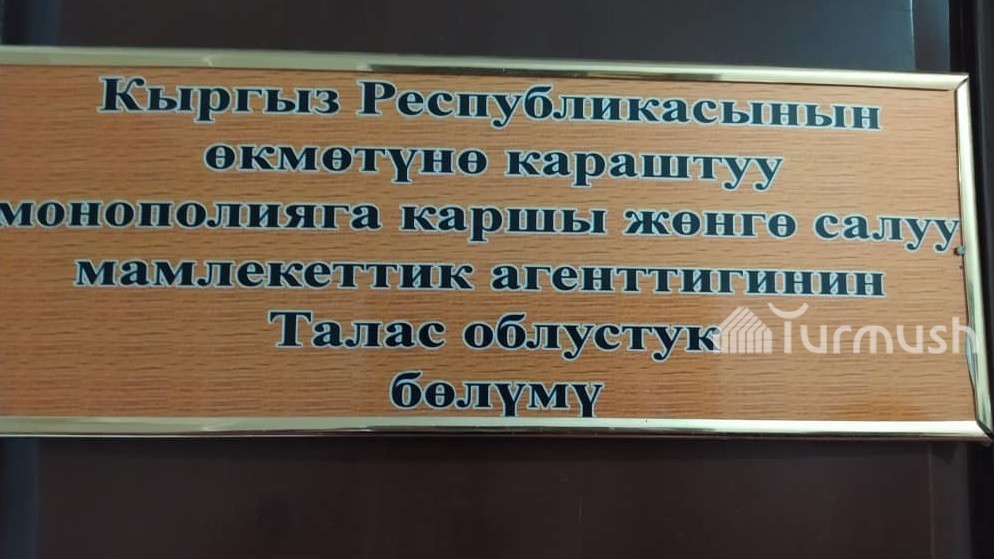 Кыргыз Республикасынын
өкмөтүнө караштуу
монополияга каршы жөнгө салуу
мамлекеттик агенттигинин
Талас облустук
Turmush
бөлүмү